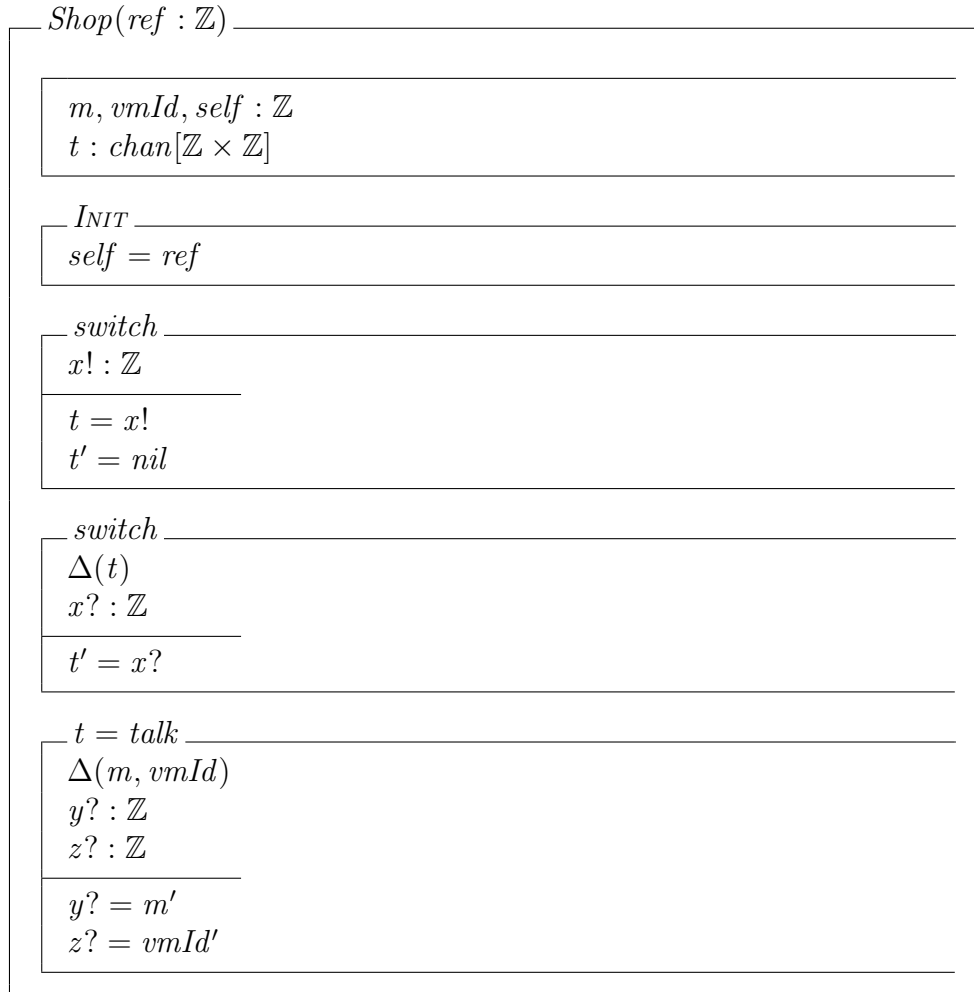 Shop(ref : ℤ)
m, vmId, self : ℤ
t : chan[ℤ × ℤ]
INIT
self = ref
switch
x! : ℤ
t = x!
t′ = nil
switch
Δ(t)
x? : ℤ
t′ = x?
t = talk
Δ(m, vmId)
y? : ℤ
z? : ℤ
y? = m′
z? = vmId′